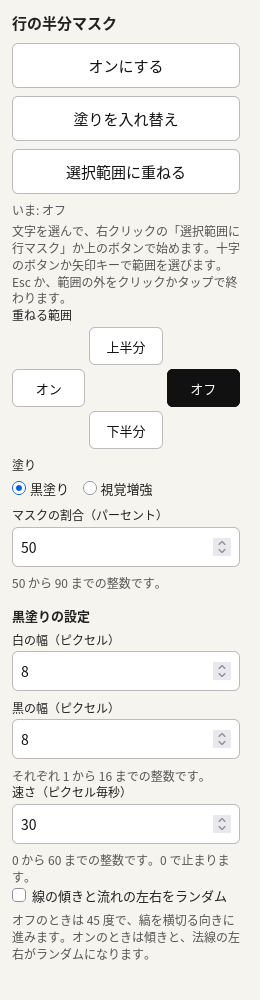 行の半分マスク
オンにする
塗りを入れ替え
選択範囲に重ねる
いま: オフ
文字を選んで、右クリックの「選択範囲に
行マスク」か上のボタンで始めます。十字
のボタンか矢印キーで範囲を選びます。
Esc か、範囲の外をクリックかタップで終
わります。
重ねる範囲
上半分
オン
オフ
下半分
塗り
黒塗り 視覚増強
マスクの割合（パーセント）
50
50 から 90 までの整数です。
黒塗りの設定
白の幅（ピクセル）
8
黒の幅（ピクセル）
8
それぞれ 1 から 16 までの整数です。
速さ（ピクセル毎秒）
30
0 から 60 までの整数です。0 で止まりま
す。
線の傾きと流れの左右をランダム
オフのときは 45 度で、縞を横切る向きに
進みます。オンのときは傾きと、法線の左
右がランダムになります。